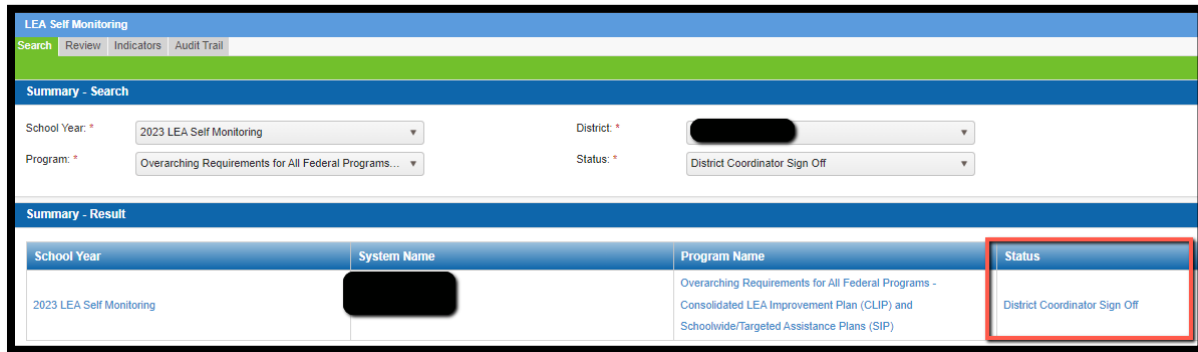 LEA Self Monitoring
Search Review Indicators Audit Trail
Summary - Search
School Year: * 2023 LEA Self Monitoring District: *
Program: * Overarching Requirements for All Federal Programs... Status: * District Coordinator Sign Off
Summary - Result
School Year System Name Program Name Status
Overarching Requirements for All Federal Programs -
2023 LEA Self Monitoring Consolidated LEA Improvement Plan (CLIP) and District Coordinator Sign Off
Schoolwide/Targeted Assistance Plans (SIP)